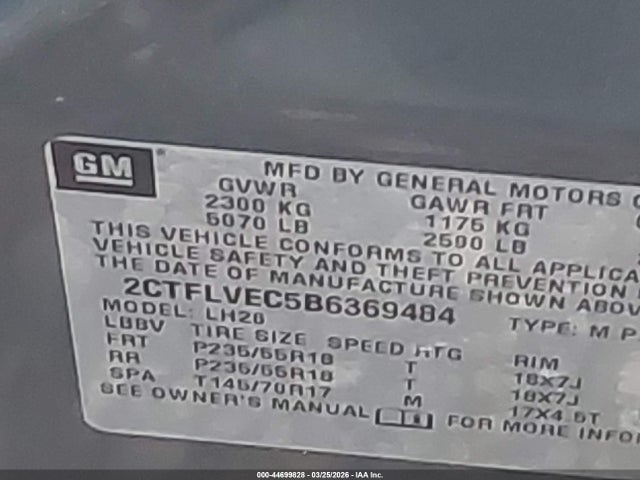 GM
MFD BY GENERAL MOTORS
GVWR GAWR FRT
2300 KG 1175 KG
5070 LB 2590 LB
THIS VEHICLE CONFORMS TO ALL APPLICA
VEHICLE SAFETY AND THEFT PREVENTION
THE DATE OF MANUFACTURE SHOWN ABOV
2CTFLVEC5B6369484 TYPE: M P
MODEL: LH26
LBBV TIRE SIZE SPEED RTG RIM
FRT P235/55R18 T 18X7J
RR P235/55R18 T 18X7J
SPA T145/70R17 M 17X4.5T
SEE OWNER'S MANUAL FOR MORE INFOR
000-44699828 - 03/25/2026 - IAA Inc.